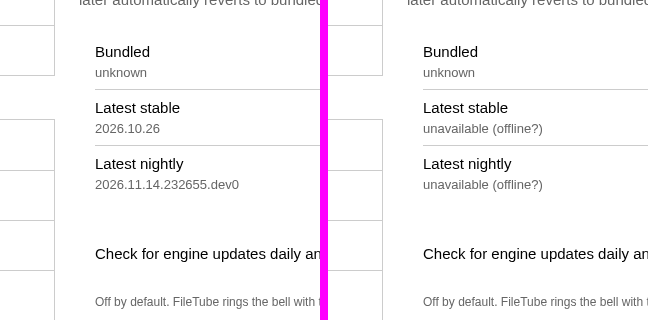 later automatically reverts to bundled
Bundled
unknown
Latest stable
2026.10.26
Latest nightly
2026.11.14.232655.dev0
Check for engine updates daily an
Off by default. FileTube rings the bell with
later automatically reverts to bundled
Bundled
unknown
Latest stable
unavailable (offline?)
Latest nightly
unavailable (offline?)
Check for engine updates daily an
Off by default. FileTube rings the bell with